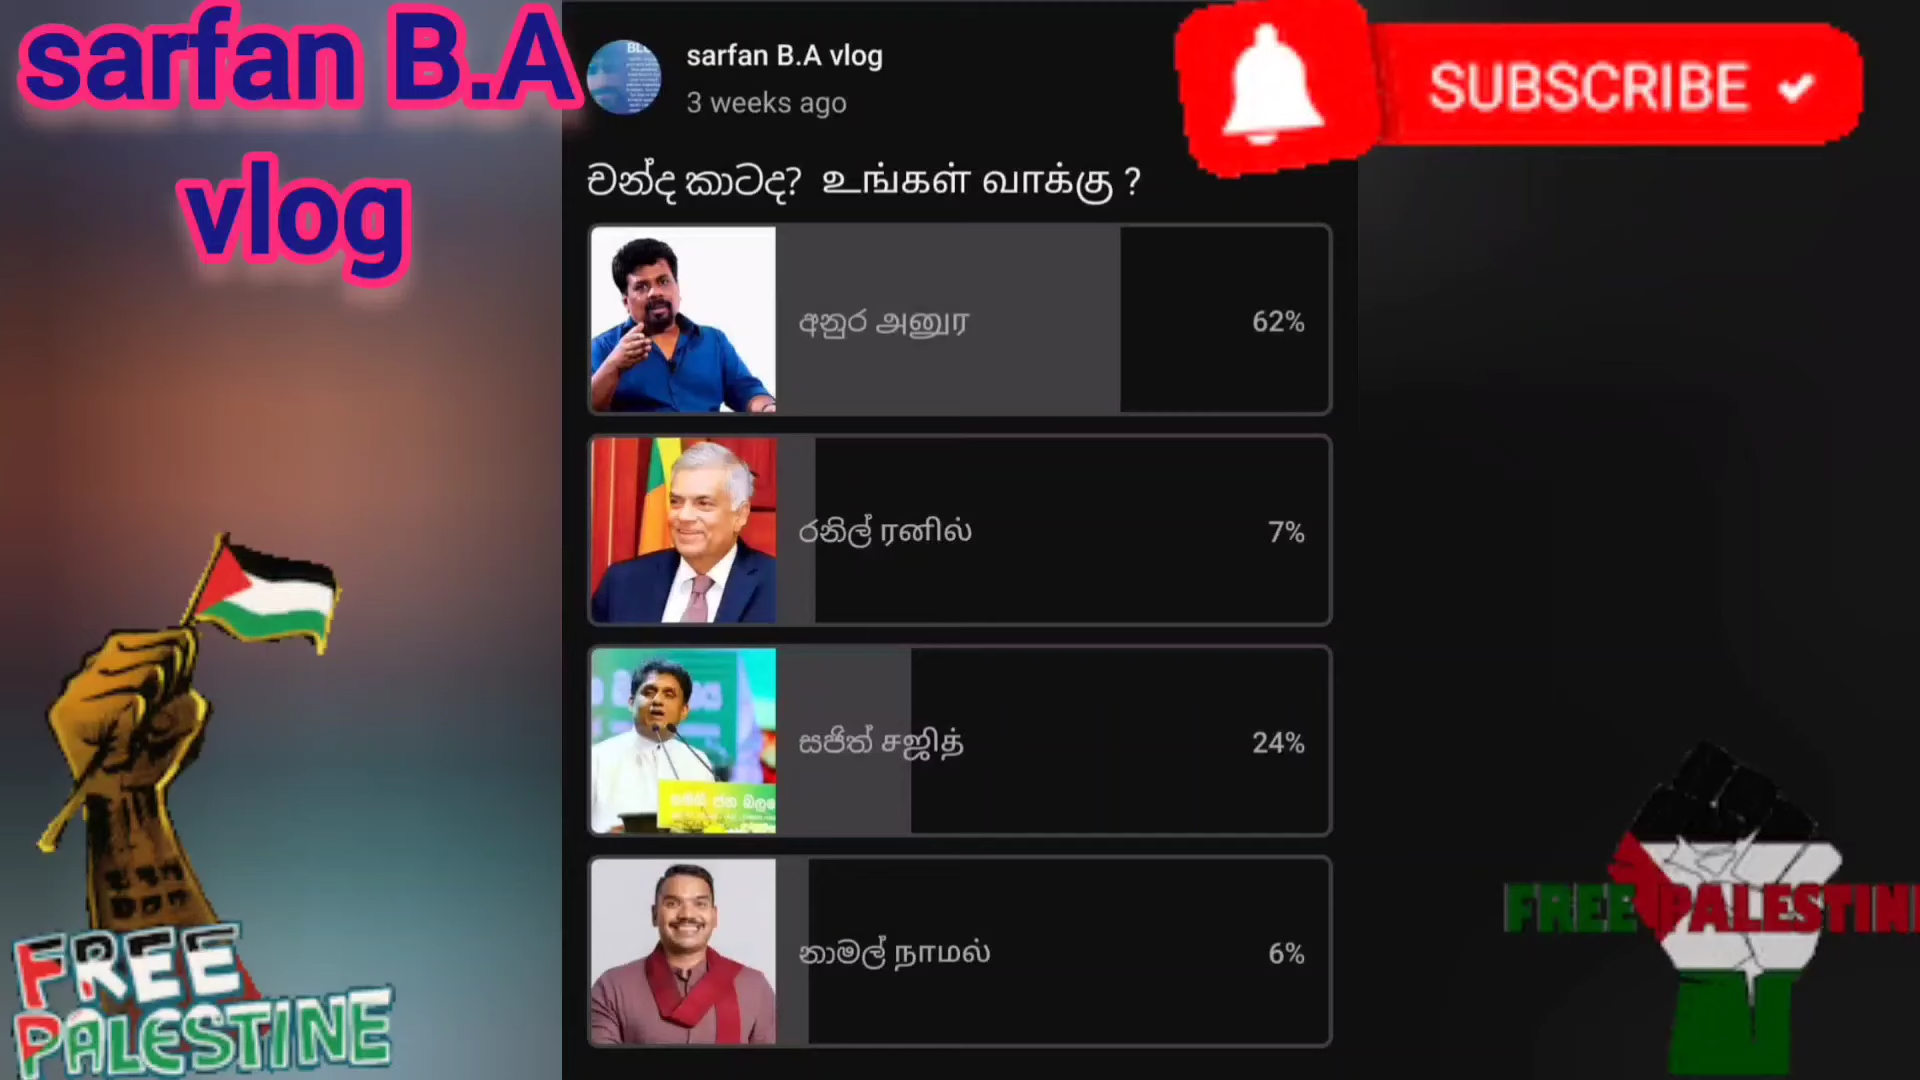 sarfan B.A
vlog
sarfan B.A vlog
3 weeks ago
SUBSCRIBE
චන්ද කාටද? உங்கள் வாக்கு ?
අනුර அனுர
62%
රනිල් ரனில்
7%
සජිත් சஜித்
24%
නාමල් நாமல்
6%
FREE
PALESTINE
FREE PALESTIN